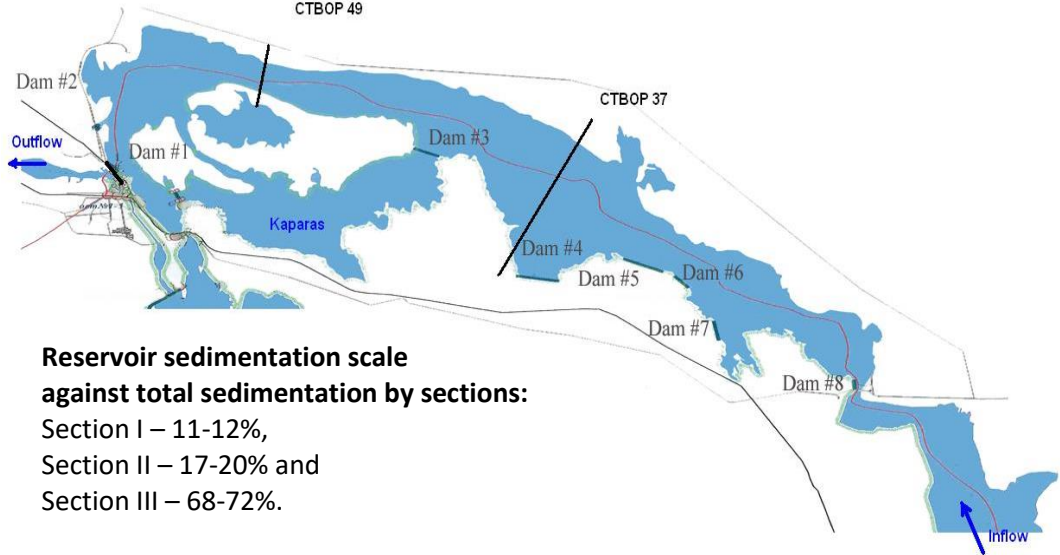 CTBOP 49
Dam #2
CTBOP 37
Outflow
Dam #1
Dam #3
Kaparas
Dam #4
Dam #5
Dam #6
Dam #7
Dam #8
Reservoir sedimentation scale
against total sedimentation by sections:
Section I – 11-12%,
Section II – 17-20% and
Section III – 68-72%.
Inflow